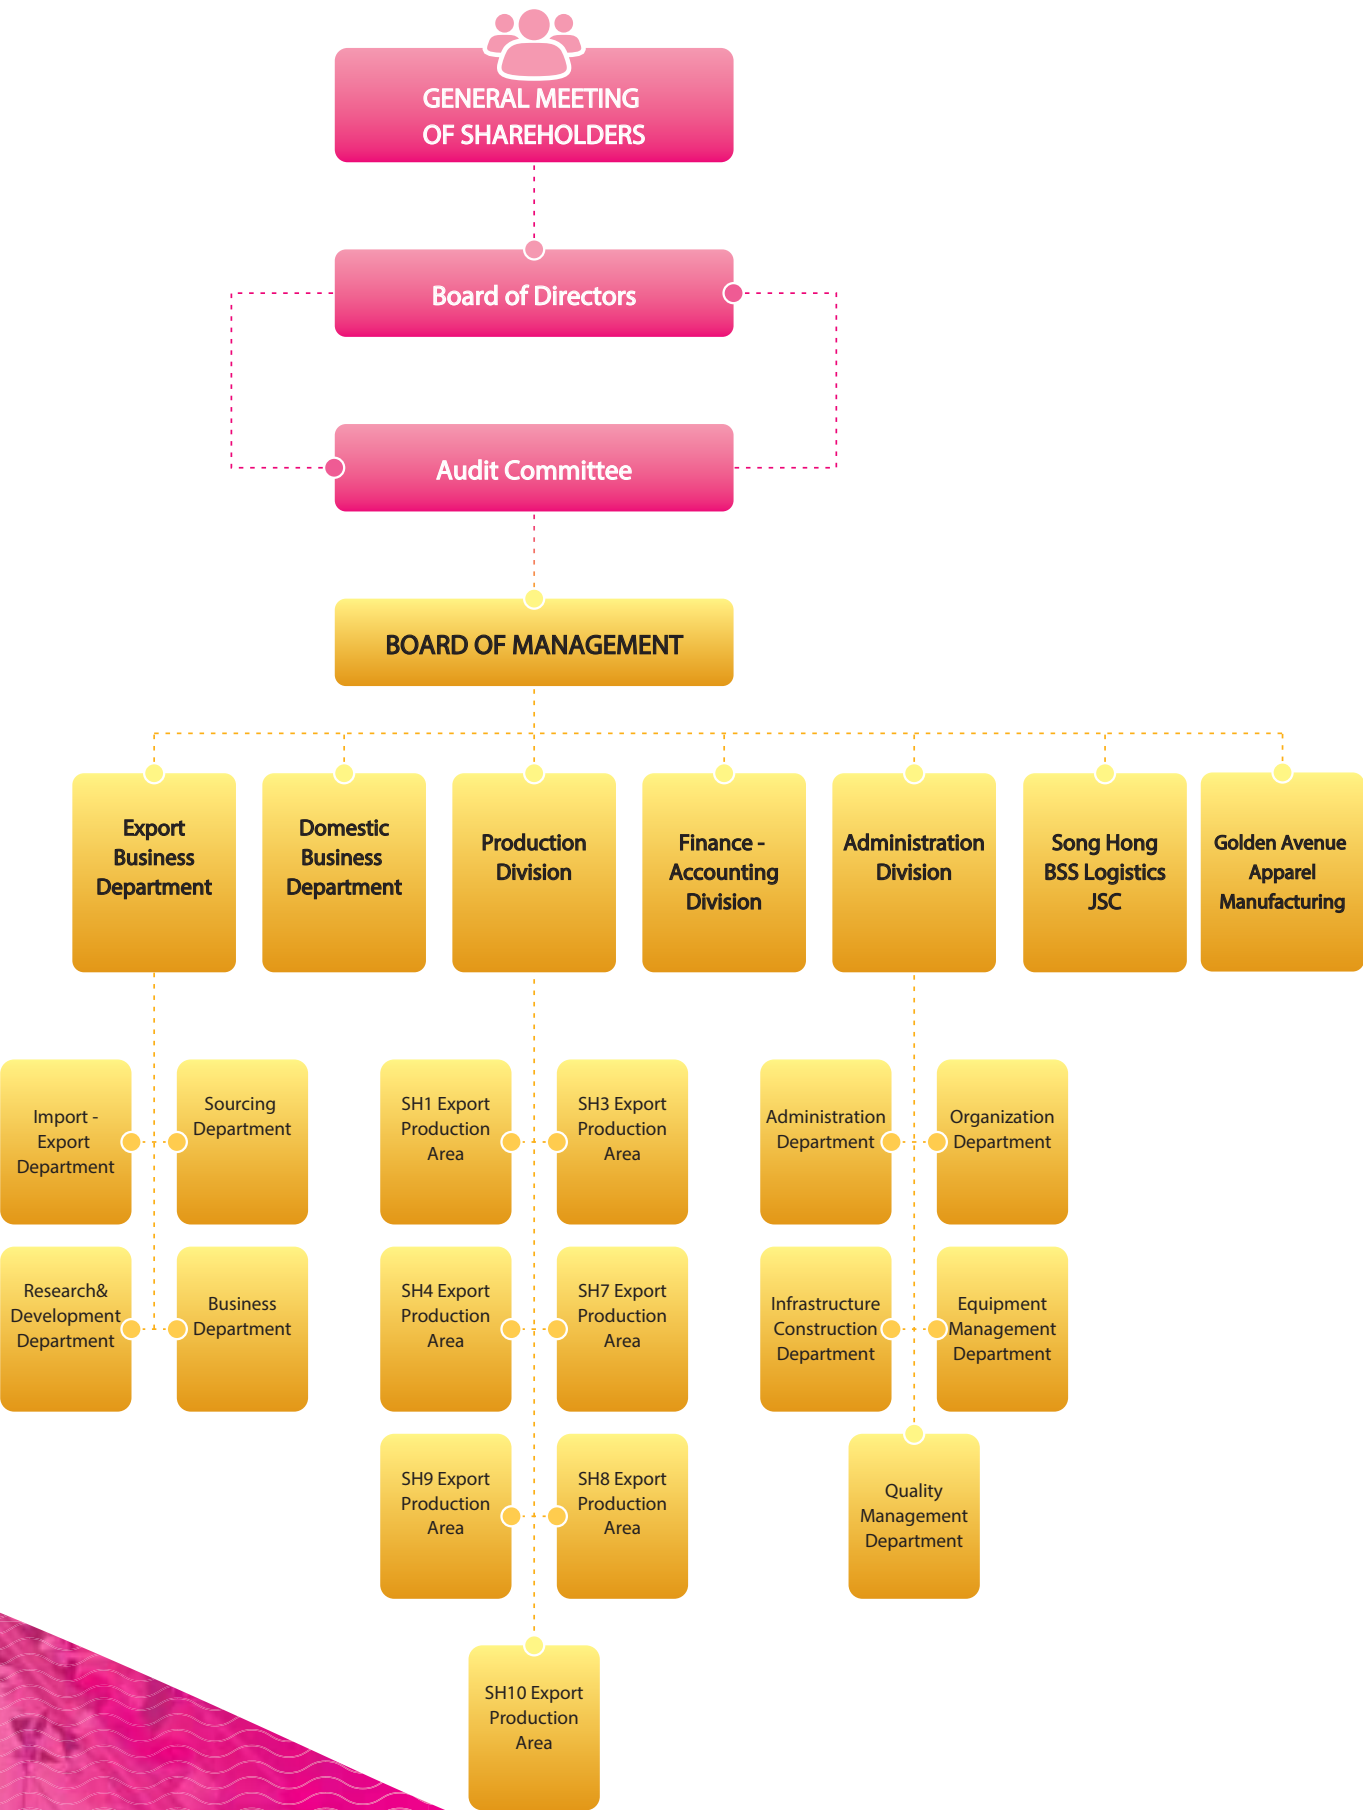 GENERAL MEETING
OF SHAREHOLDERS
Board of Directors
Audit Committee
BOARD OF MANAGEMENT
Export
Business
Department
Domestic
Business
Department
Production
Division
Finance -
Accounting
Division
Administration
Division
Song Hong
BSS Logistics
JSC
Golden Avenue
Apparel
Manufacturing
Import -
Export
Department
Sourcing
Department
Research&
Development
Department
Business
Department
SH1 Export
Production
Area
SH3 Export
Production
Area
SH4 Export
Production
Area
SH7 Export
Production
Area
SH9 Export
Production
Area
SH8 Export
Production
Area
SH10 Export
Production
Area
Administration
Department
Organization
Department
Infrastructure
Construction
Department
Equipment
Management
Department
Quality
Management
Department